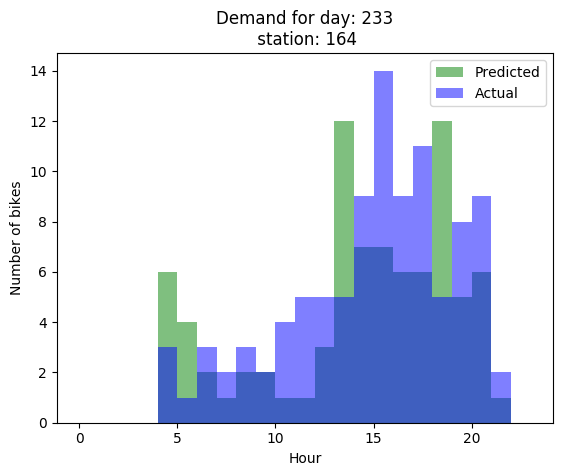 Demand for day: 233
station: 164
Predicted
Actual
Number of bikes
14
12
10
8
6
4
2
0
0 5 10 15 20
Hour